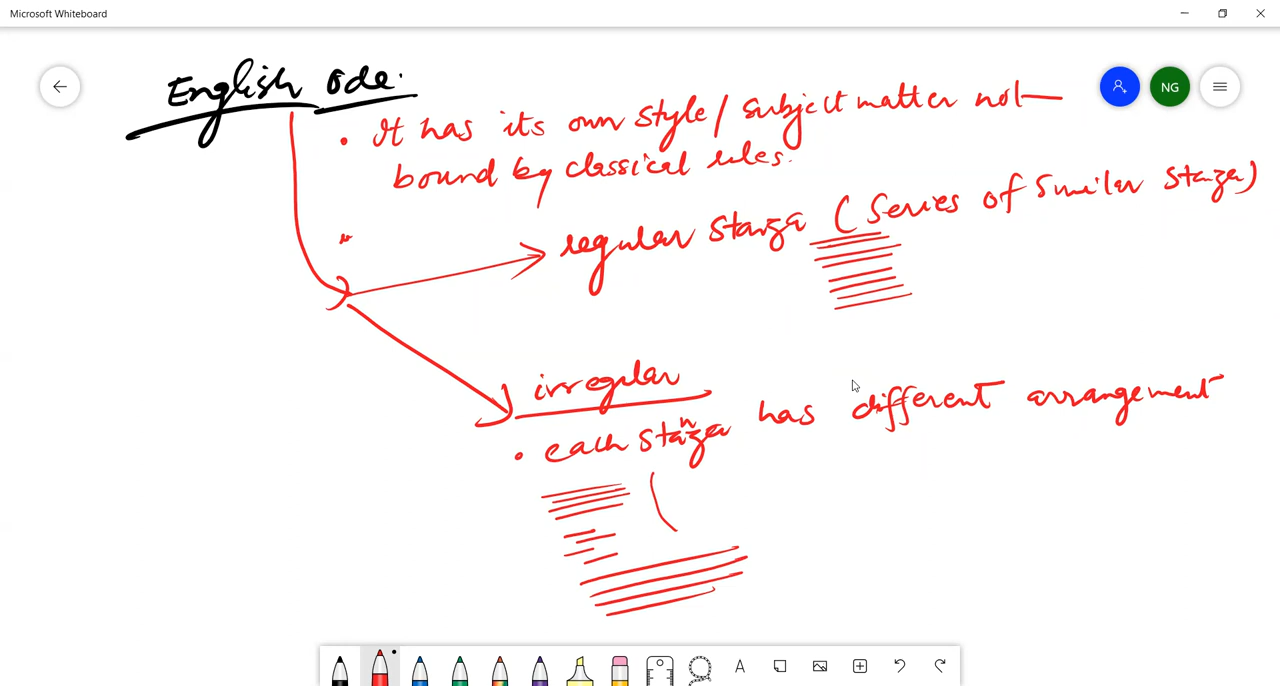 Microsoft Whiteboard
English Ode.
NG
• It has its own style/subject matter not
bound by classical rules.
regular stanza (Series of Similar Stanza)
irregular
• each stanza has different arrangement
A